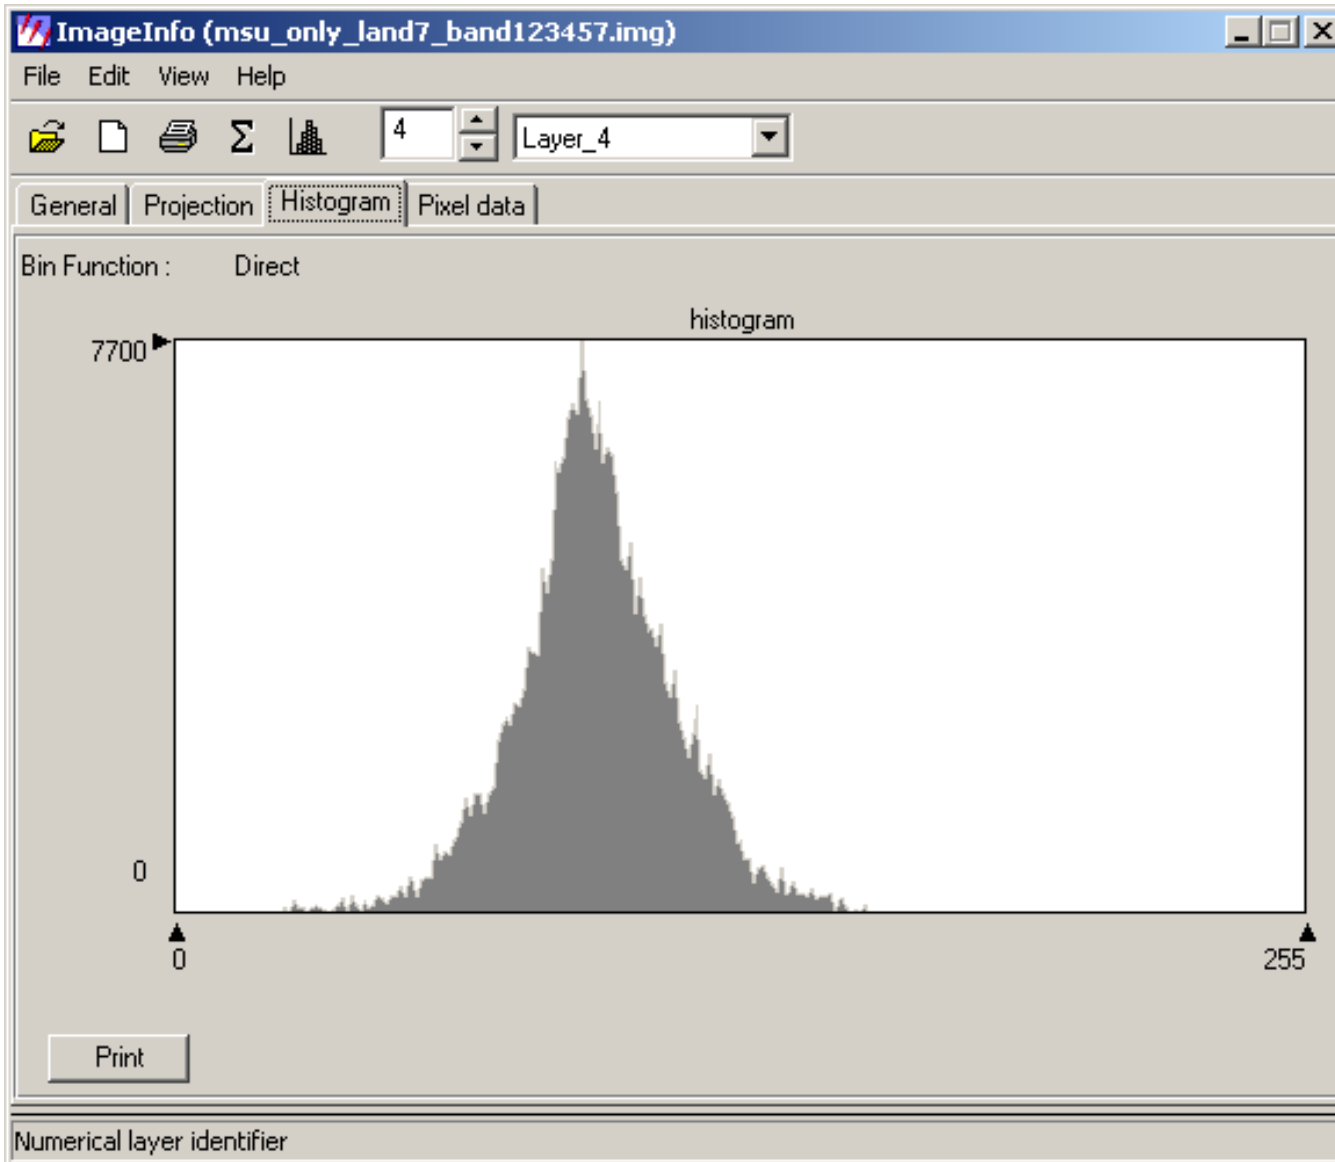 ImageInfo (msu_only_land7_band123457.img)
File Edit View Help
Σ 4 Layer_4
General Projection Histogram Pixel data
Bin Function : Direct
histogram
7700
0
0 255
Print
Numerical layer identifier